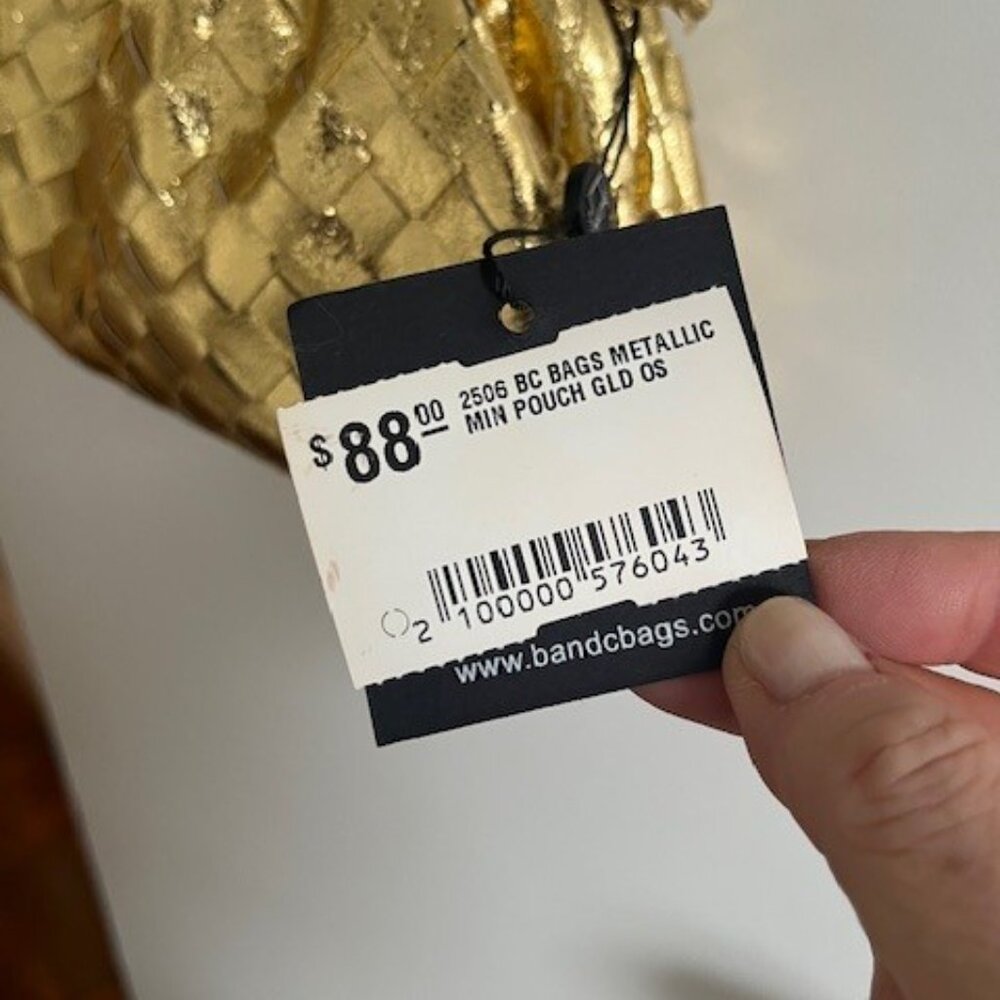 $88.00 2506 BC BAGS METALLIC
MIN POUCH GLD OS
2 100000 576043
www.bandcbags.com